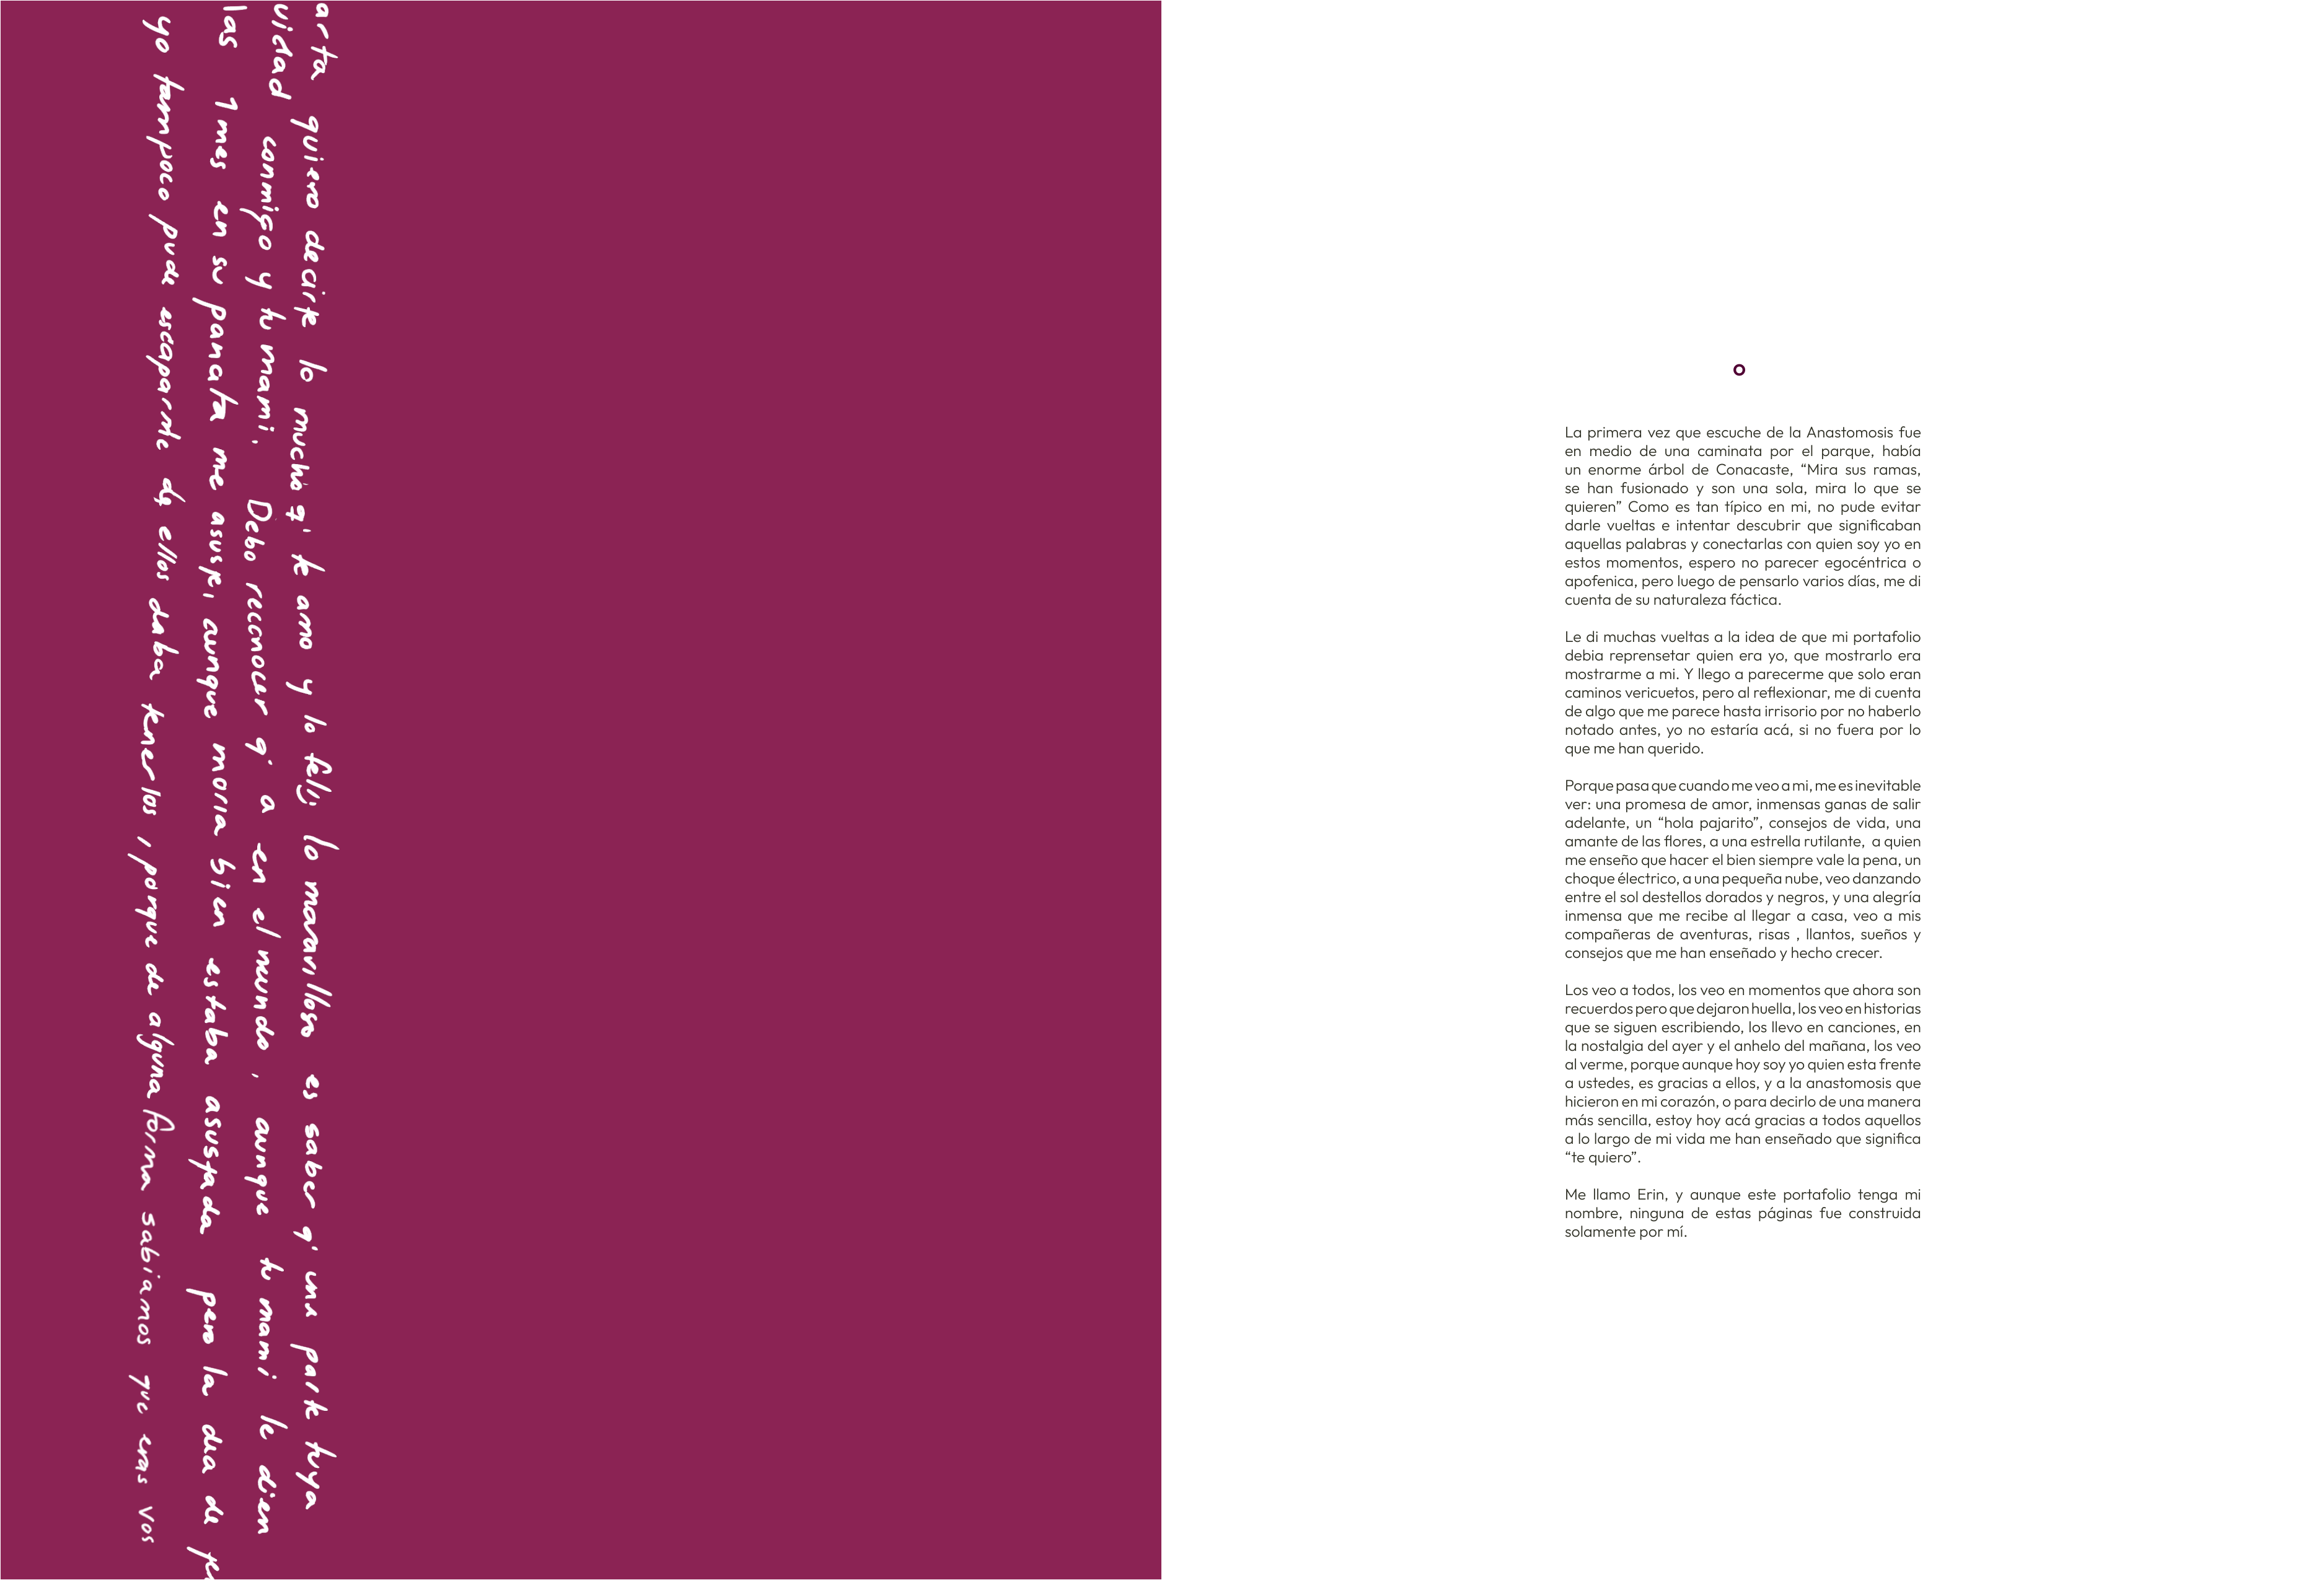 arta quiero decirte lo mucho q' te amo y lo feliz; lo maravilloso es saber q' una parte tuya
vidad conmigo y tu mami. Debo reconocer q' a en el mundo, aunque tu mami le dien
las 1 mes en su pancita me asusté, aunque moria bien estaba asustada pero la dua de
yo tampoco pude escaparme de ellos daba tenerlas, porque de alguna forma sabiamos que eras vos
La primera vez que escuche de la Anastomosis fue
en medio de una caminata por el parque, había
un enorme árbol de Conacaste, “Mira sus ramas,
se han fusionado y son una sola, mira lo que se
quieren” Como es tan típico en mi, no pude evitar
darle vueltas e intentar descubrir que significaban
aquellas palabras y conectarlas con quien soy yo en
estos momentos, espero no parecer egocéntrica o
apofenica, pero luego de pensarlo varios días, me di
cuenta de su naturaleza fáctica.
Le di muchas vueltas a la idea de que mi portafolio
debia reprensetar quien era yo, que mostrarlo era
mostrarme a mi. Y llego a parecerme que solo eran
caminos vericuetos, pero al reflexionar, me di cuenta
de algo que me parece hasta irrisorio por no haberlo
notado antes, yo no estaría acá, si no fuera por lo
que me han querido.
Porque pasa que cuando me veo a mi, me es inevitable
ver: una promesa de amor, inmensas ganas de salir
adelante, un “hola pajarito”, consejos de vida, una
amante de las flores, a una estrella rutilante, a quien
me enseño que hacer el bien siempre vale la pena, un
choque électrico, a una pequeña nube, veo danzando
entre el sol destellos dorados y negros, y una alegría
inmensa que me recibe al llegar a casa, veo a mis
compañeras de aventuras, risas , llantos, sueños y
consejos que me han enseñado y hecho crecer.
Los veo a todos, los veo en momentos que ahora son
recuerdos pero que dejaron huella, los veo en historias
que se siguen escribiendo, los llevo en canciones, en
la nostalgia del ayer y el anhelo del mañana, los veo
al verme, porque aunque hoy soy yo quien esta frente
a ustedes, es gracias a ellos, y a la anastomosis que
hicieron en mi corazón, o para decirlo de una manera
más sencilla, estoy hoy acá gracias a todos aquellos
a lo largo de mi vida me han enseñado que significa
“te quiero”.
Me llamo Erin, y aunque este portafolio tenga mi
nombre, ninguna de estas páginas fue construida
solamente por mí.